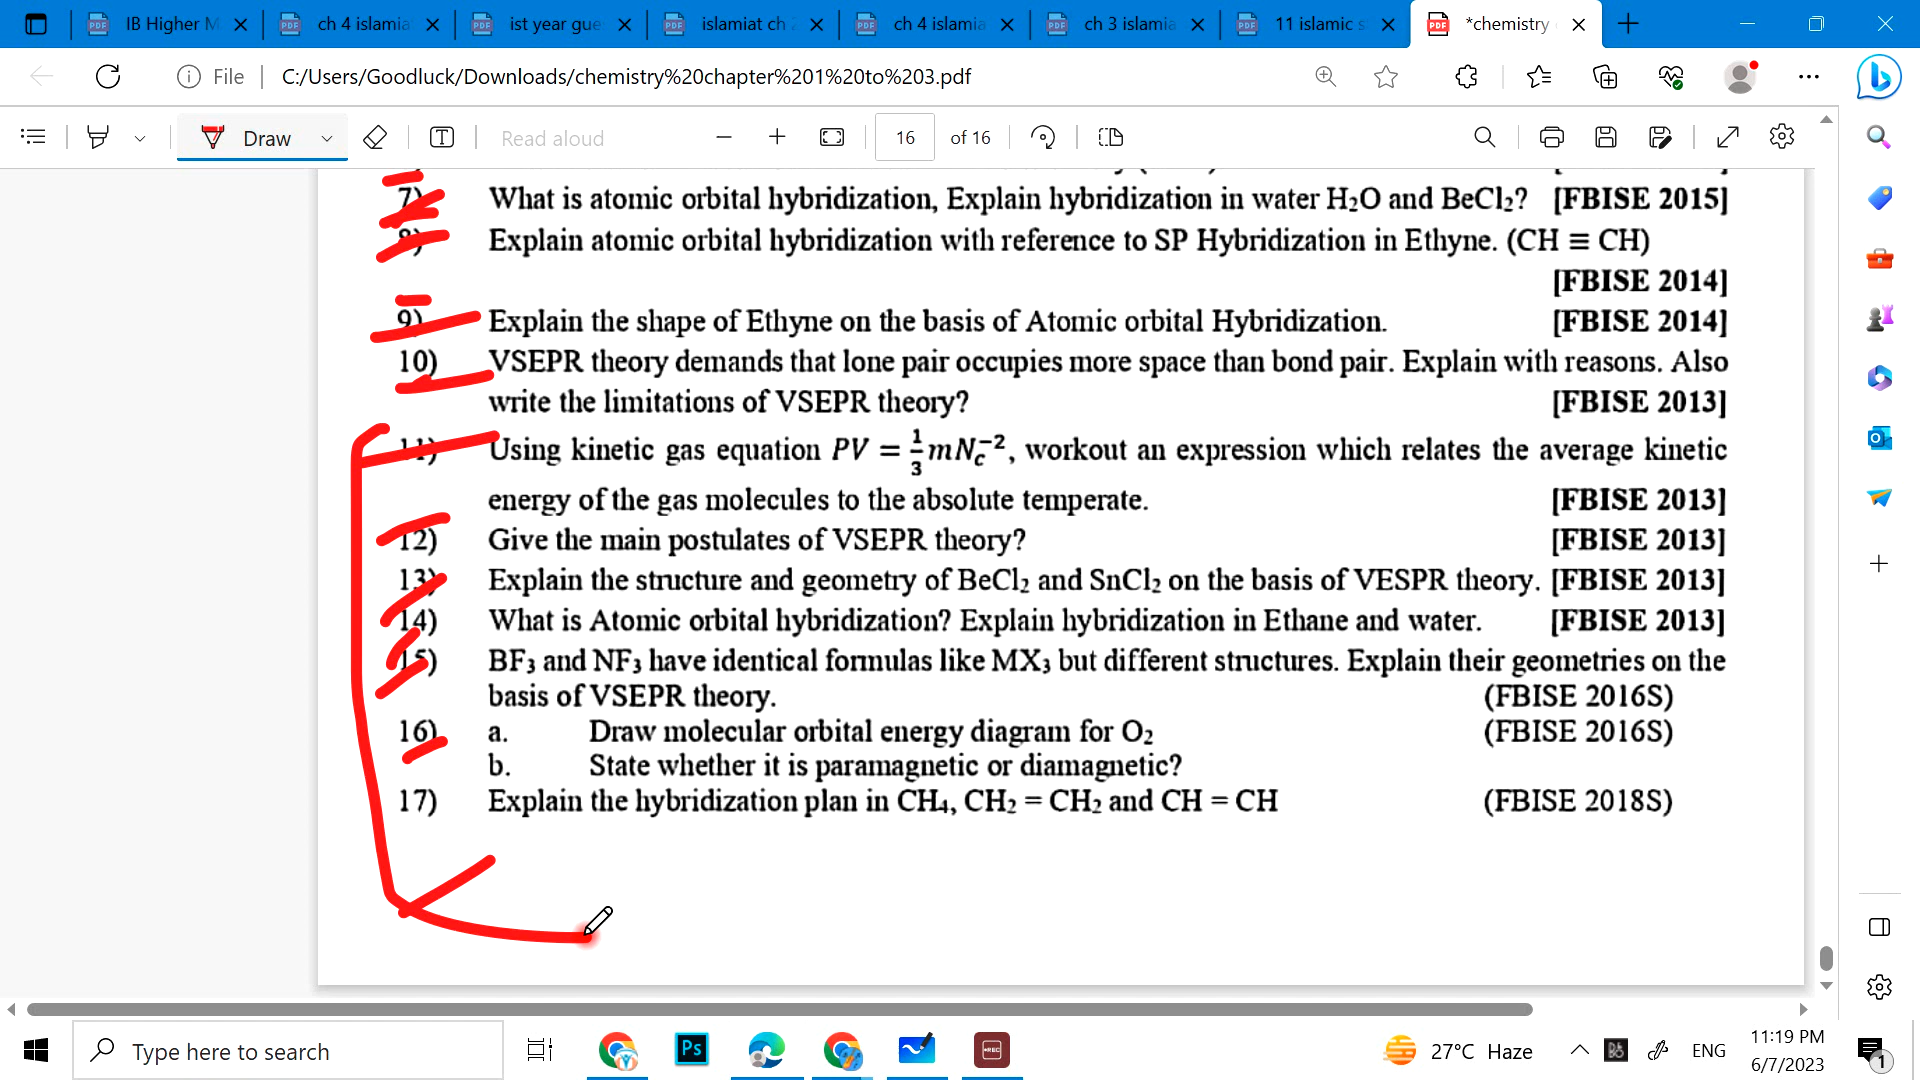 IB Higher M
ch 4 islamia
ist year gue
islamiat ch
ch 4 islamia
ch 3 islamia
11 islamic s
*chemistry
File
C:/Users/Goodluck/Downloads/chemistry%20chapter%201%20to%203.pdf
Draw
Read aloud
16 of 16
7) What is atomic orbital hybridization, Explain hybridization in water H₂O and BeCl₂? [FBISE 2015]
8) Explain atomic orbital hybridization with reference to SP Hybridization in Ethyne. (CH ≡ CH)
[FBISE 2014]
9) Explain the shape of Ethyne on the basis of Atomic orbital Hybridization. [FBISE 2014]
10) VSEPR theory demands that lone pair occupies more space than bond pair. Explain with reasons. Also
write the limitations of VSEPR theory? [FBISE 2013]
11) Using kinetic gas equation PV = 1/3 mN_c^-2, workout an expression which relates the average kinetic
energy of the gas molecules to the absolute temperate. [FBISE 2013]
12) Give the main postulates of VSEPR theory? [FBISE 2013]
13) Explain the structure and geometry of BeCl₂ and SnCl₂ on the basis of VESPR theory. [FBISE 2013]
14) What is Atomic orbital hybridization? Explain hybridization in Ethane and water. [FBISE 2013]
15) BF₃ and NF₃ have identical formulas like MX₃ but different structures. Explain their geometries on the
basis of VSEPR theory. (FBISE 2016S)
16) a. Draw molecular orbital energy diagram for O₂ (FBISE 2016S)
b. State whether it is paramagnetic or diamagnetic?
17) Explain the hybridization plan in CH₄, CH₂ = CH₂ and CH = CH (FBISE 2018S)
Type here to search
Ps
REC
27°C Haze
ENG
11:19 PM
6/7/2023
1